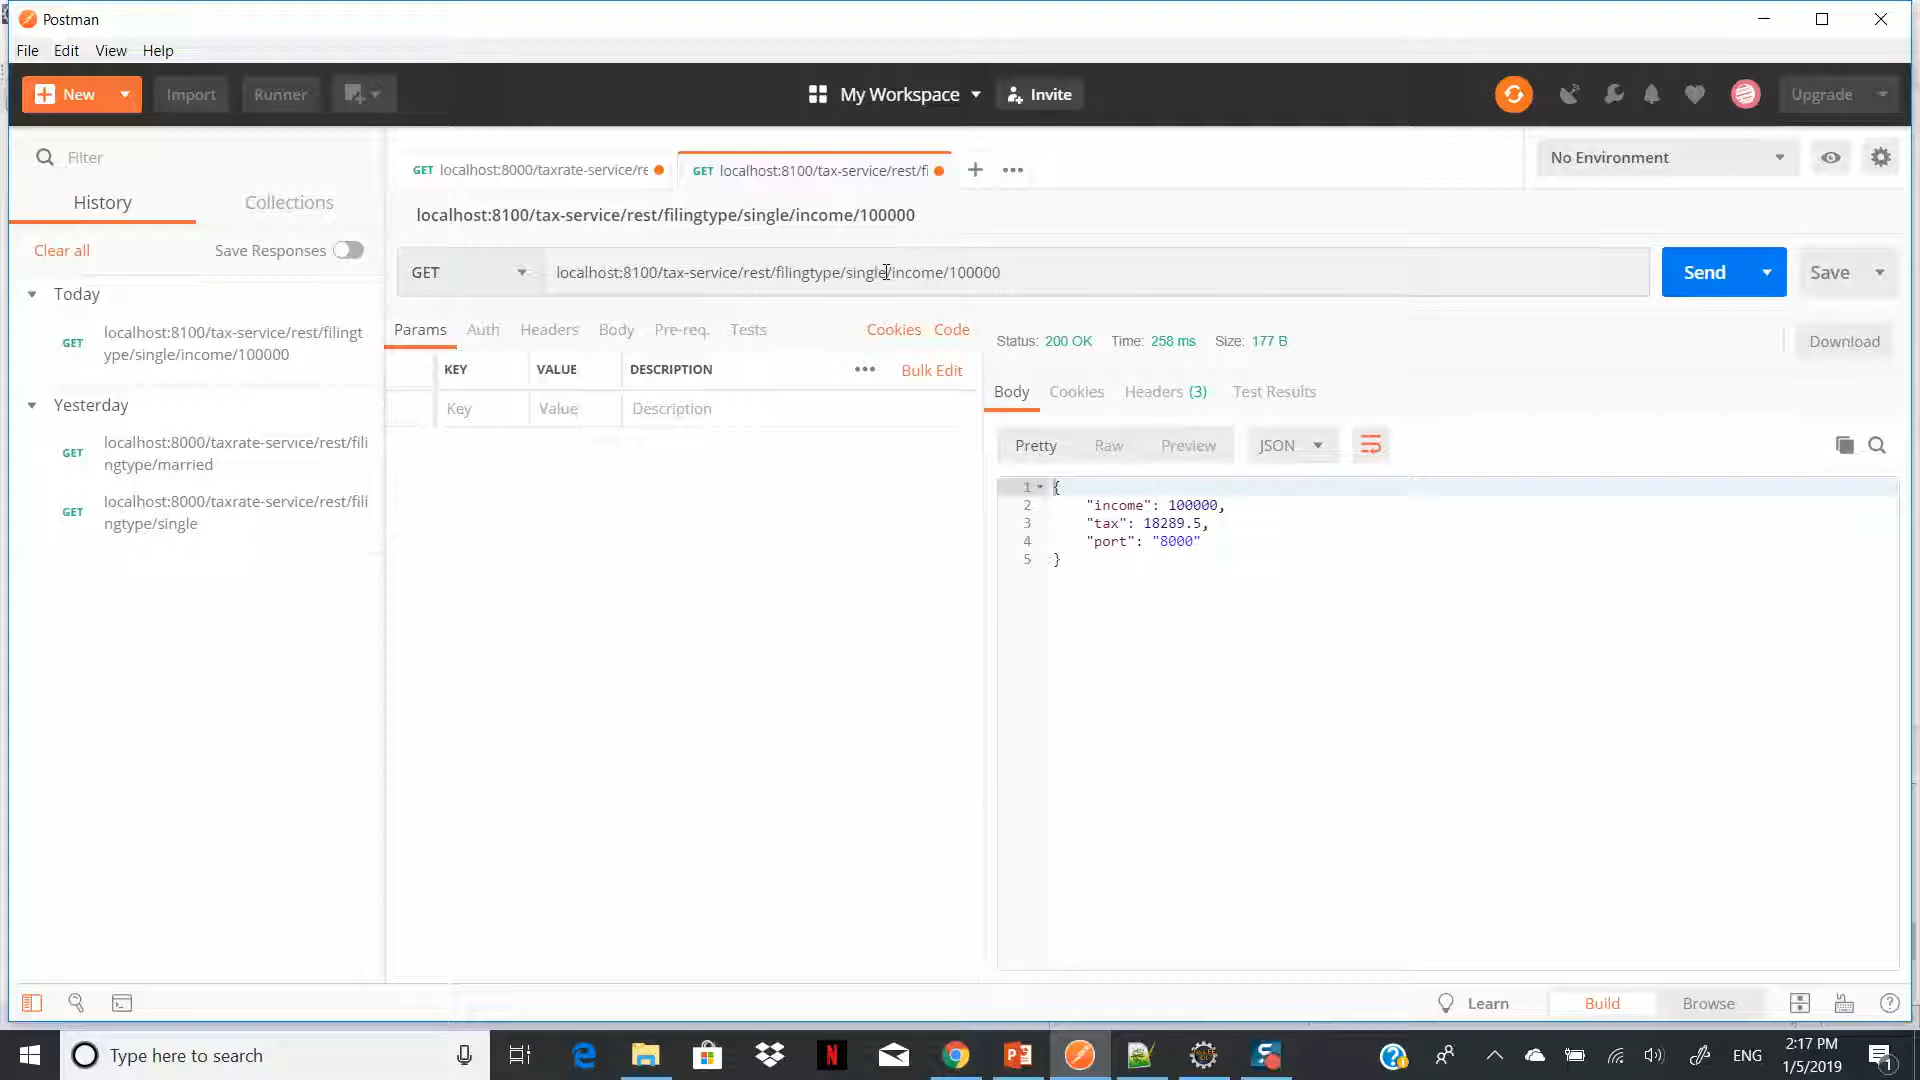 Postman
File Edit View Help
New Import Runner My Workspace Invite Upgrade
Filter
History Collections
Clear all Save Responses
Today
GET localhost:8100/tax-service/rest/filingt
ype/single/income/100000
Yesterday
GET localhost:8000/taxrate-service/rest/fili
ngtype/married
GET localhost:8000/taxrate-service/rest/fili
ngtype/single
GET localhost:8000/taxrate-service/re
GET localhost:8100/tax-service/rest/fi
No Environment
localhost:8100/tax-service/rest/filingtype/single/income/100000
GET localhost:8100/tax-service/rest/filingtype/single/income/100000 Send Save
Params Auth Headers Body Pre-req. Tests Cookies Code
KEY VALUE DESCRIPTION Bulk Edit
Key Value Description
Status: 200 OK Time: 258 ms Size: 177 B Download
Body Cookies Headers (3) Test Results
Pretty Raw Preview JSON
1 {
2 "income": 100000,
3 "tax": 18289.5,
4 "port": "8000"
5 }
Learn Build Browse
Type here to search
ENG
2:17 PM
1/5/2019
1